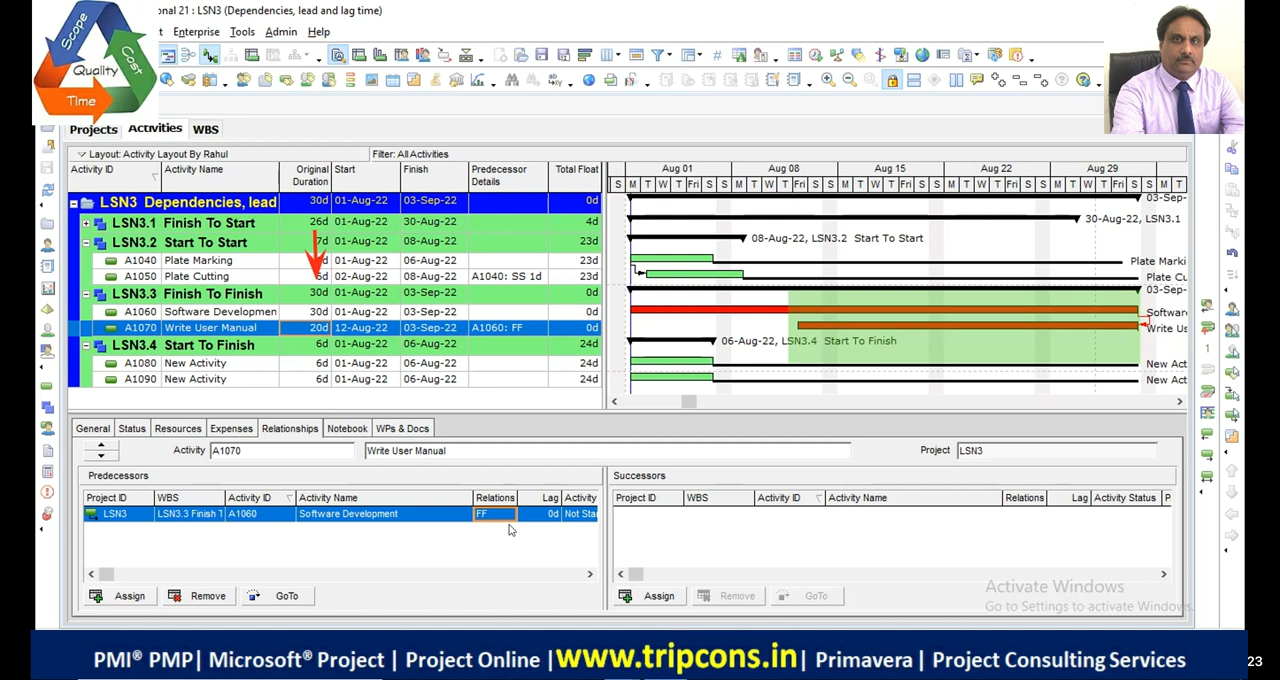 onal 21 : LSN3 (Dependencies, lead and lag time)
Scope
Cost
Quality
Time
t Enterprise Tools Admin Help
Projects Activities WBS
Layout: Activity Layout By Rahul Filter: All Activities
Activity ID Activity Name Original Duration Start Finish Predecessor Details Total Float
Aug 01 Aug 08 Aug 15 Aug 22 Aug 29
S M T W T Fri S S M T W T Fri S S M T W T Fri S S M T W T Fri S S M T W T Fri S S M T
LSN3 Dependencies, lead 30d 01-Aug-22 03-Sep-22 0d 03-Sep-
LSN3.1 Finish To Start 26d 01-Aug-22 30-Aug-22 4d 30-Aug-22, LSN3.1
LSN3.2 Start To Start 7d 01-Aug-22 08-Aug-22 23d 08-Aug-22, LSN3.2 Start To Start
A1040 Plate Marking d 01-Aug-22 06-Aug-22 23d Plate Marki
A1050 Plate Cutting 6d 02-Aug-22 08-Aug-22 A1040: SS 1d 23d Plate Cu
LSN3.3 Finish To Finish 30d 01-Aug-22 03-Sep-22 0d 03-Sep-
A1060 Software Developmen 30d 01-Aug-22 03-Sep-22 0d Softwar
A1070 Write User Manual 20d 12-Aug-22 03-Sep-22 A1060: FF 0d Write Us
LSN3.4 Start To Finish 6d 01-Aug-22 06-Aug-22 24d 06-Aug-22, LSN3.4 Start To Finish
A1080 New Activity 6d 01-Aug-22 06-Aug-22 24d New Act
A1090 New Activity 6d 01-Aug-22 06-Aug-22 24d New Act
General Status Resources Expenses Relationships Notebook WPs & Docs
Activity A1070 Write User Manual Project LSN3
Predecessors Successors
Project ID WBS Activity ID Activity Name Relations Lag Activity Project ID WBS Activity ID Activity Name Relations Lag Activity Status P
LSN3 LSN3.3 Finish T A1060 Software Development FF 0d Not Star
Assign Remove GoTo Assign Remove GoTo
Activate Windows
Go to Settings to activate Windows.
PMI® PMP| Microsoft® Project | Project Online |www.tripcons.in| Primavera | Project Consulting Services
23